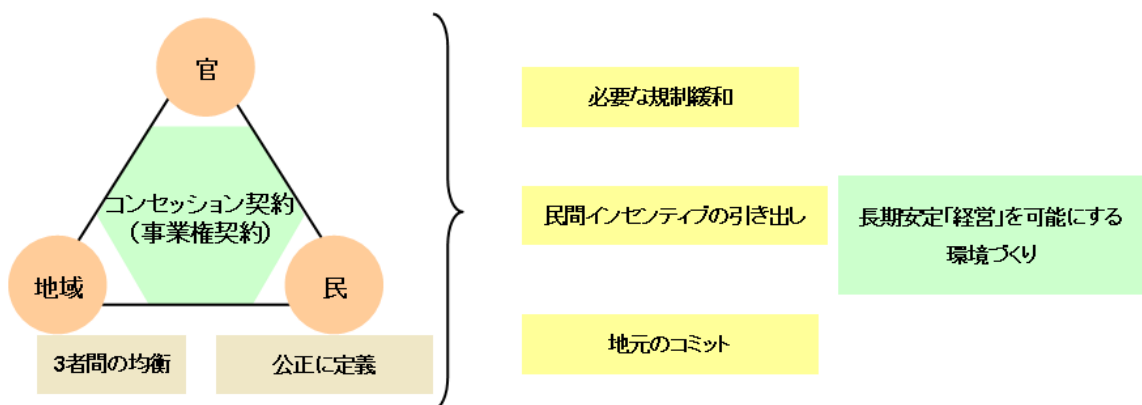 官
コンセッション契約
（事業権契約）
地域
民
3者間の均衡
公正に定義
必要な規制緩和
民間インセンティブの引き出し
地元のコミット
長期安定「経営」を可能にする
環境づくり